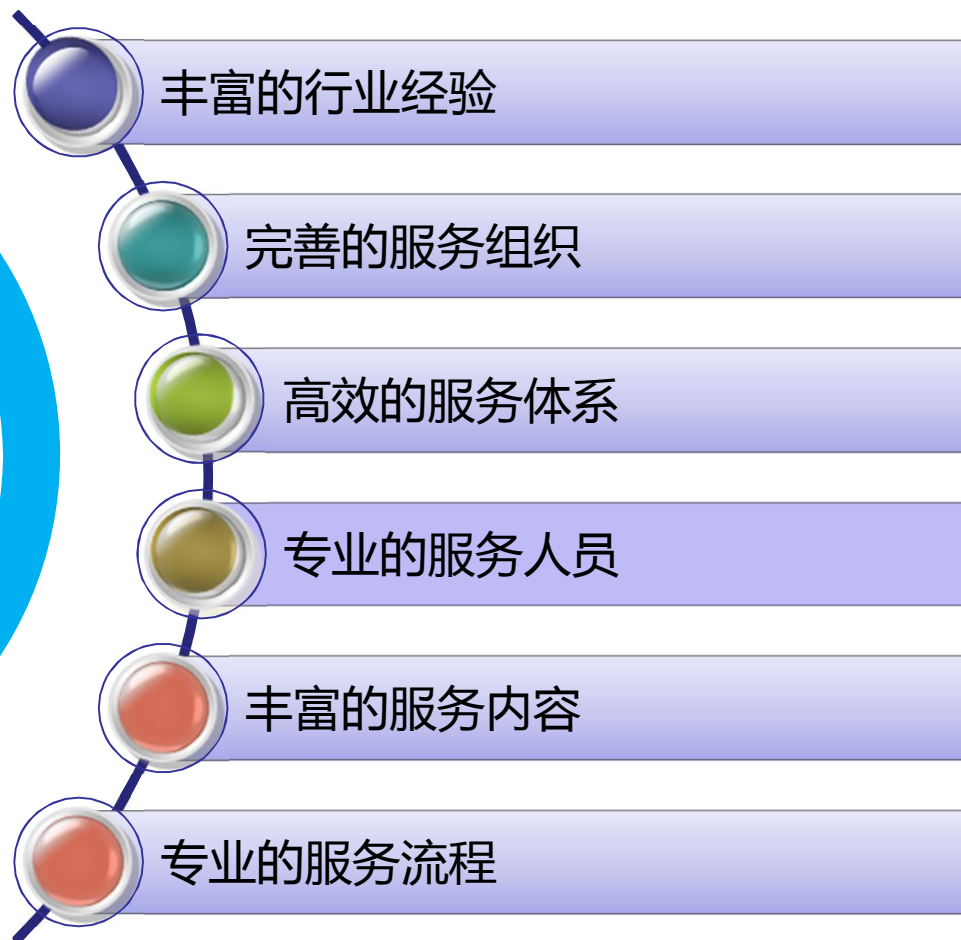 丰富的行业经验
完善的服务组织
高效的服务体系
专业的服务人员
丰富的服务内容
专业的服务流程